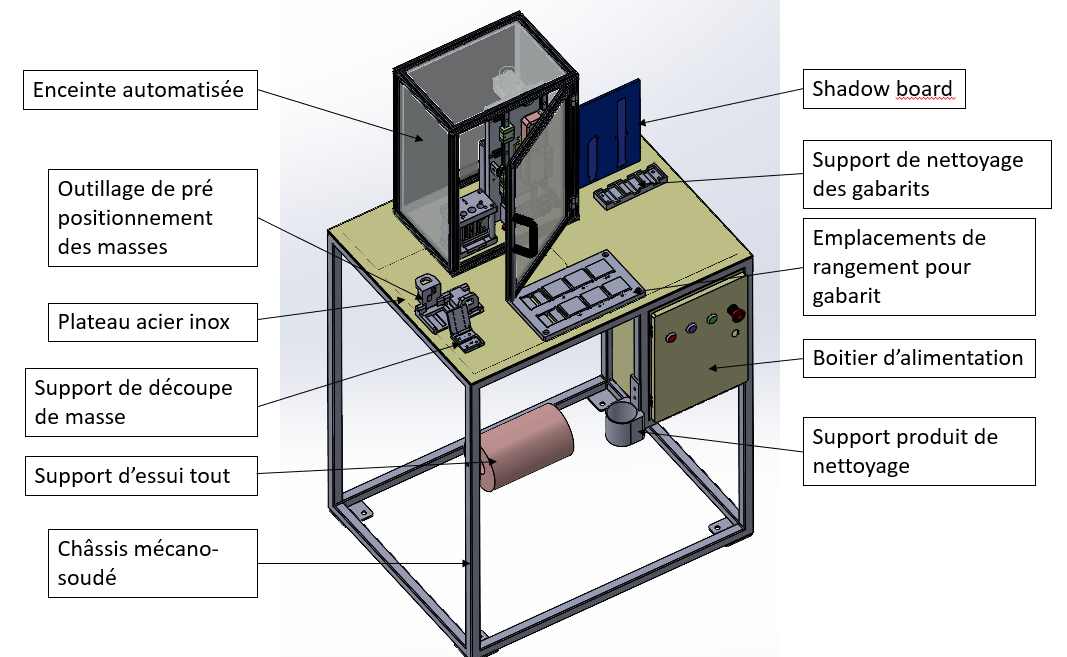 Enceinte automatisée
Outillage de pré
positionnement
des masses
Plateau acier inox
Support de découpe
de masse
Support d’essui tout
Châssis mécano-
soudé
Shadow board
Support de nettoyage
des gabarits
Emplacements de
rangement pour
gabarit
Boitier d’alimentation
Support produit de
nettoyage